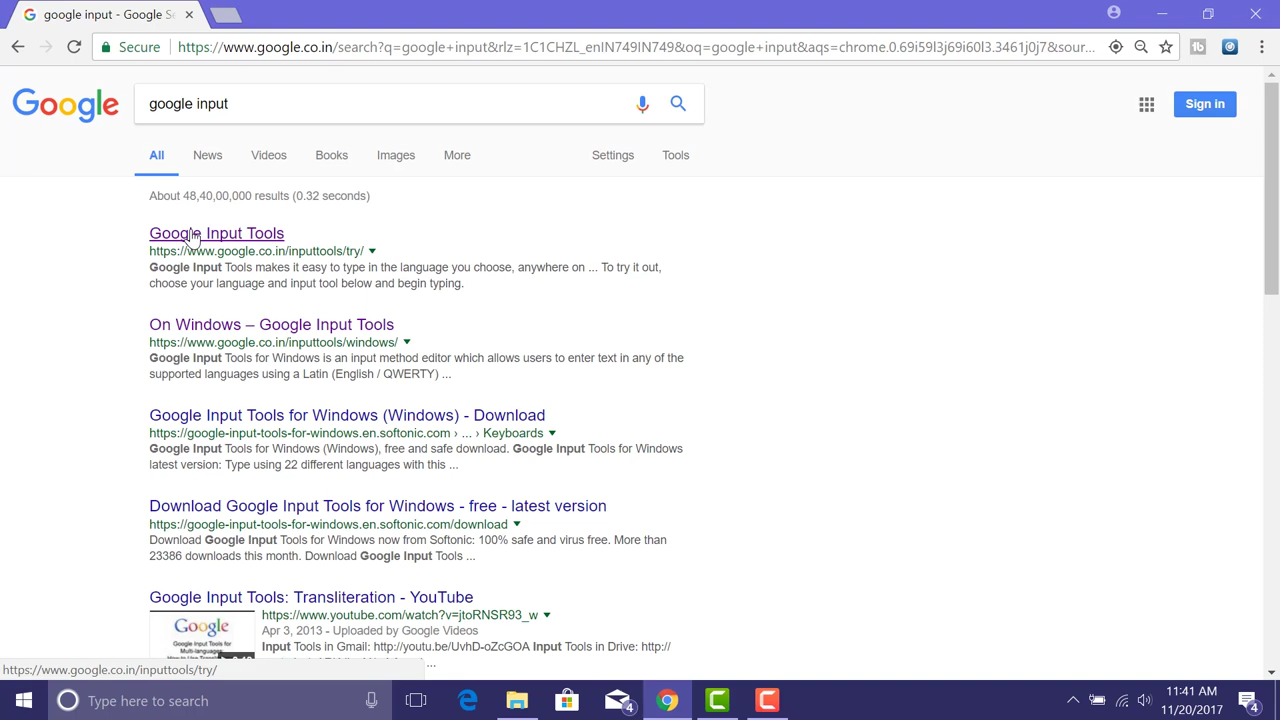 google input - Google Se
Secure
https://www.google.co.in/search?q=google+input&rlz=1C1CHZL_enIN749IN749&oq=google+input&aqs=chrome.0.69i59l3j69i60l3.3461j0j7&sour...
Google
google input
Sign in
All News Videos Books Images More Settings Tools
About 48,40,00,000 results (0.32 seconds)
Google Input Tools
https://www.google.co.in/inputtools/try/
Google Input Tools makes it easy to type in the language you choose, anywhere on ... To try it out,
choose your language and input tool below and begin typing.
On Windows – Google Input Tools
https://www.google.co.in/inputtools/windows/
Google Input Tools for Windows is an input method editor which allows users to enter text in any of the
supported languages using a Latin (English / QWERTY) ...
Google Input Tools for Windows (Windows) - Download
https://google-input-tools-for-windows.en.softonic.com › ... › Keyboards
Google Input Tools for Windows (Windows), free and safe download. Google Input Tools for Windows
latest version: Type using 22 different languages with this ...
Download Google Input Tools for Windows - free - latest version
https://google-input-tools-for-windows.en.softonic.com/download
Download Google Input Tools for Windows now from Softonic: 100% safe and virus free. More than
23386 downloads this month. Download Google Input Tools ...
Google Input Tools: Transliteration - YouTube
https://www.youtube.com/watch?v=jtoRNSR93_w
Apr 3, 2013 - Uploaded by Google Videos
Input Tools in Gmail: http://youtu.be/UvhD-oZcGOA Input Tools in Drive: http://
Google
Google Input Tools for
Multi-languages
https://www.google.co.in/inputtools/try/
Type here to search
4
11:41 AM
11/20/2017
4